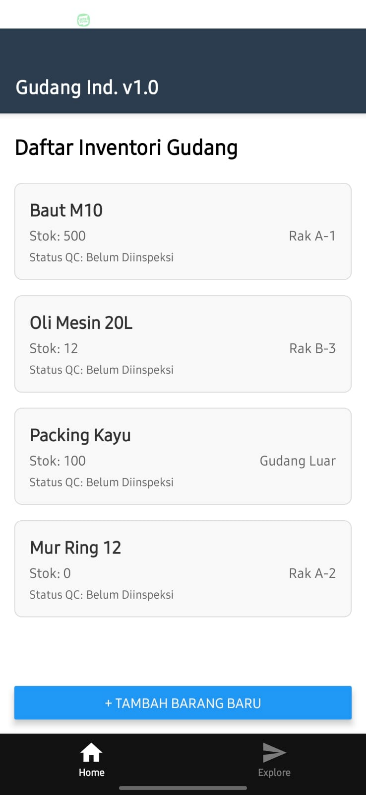 Gudang Ind. v1.0
Daftar Inventori Gudang
Baut M10
Stok: 500 Rak A-1
Status QC: Belum Diinspeksi
Oli Mesin 20L
Stok: 12 Rak B-3
Status QC: Belum Diinspeksi
Packing Kayu
Stok: 100 Gudang Luar
Status QC: Belum Diinspeksi
Mur Ring 12
Stok: 0 Rak A-2
Status QC: Belum Diinspeksi
+ TAMBAH BARANG BARU
Home Explore